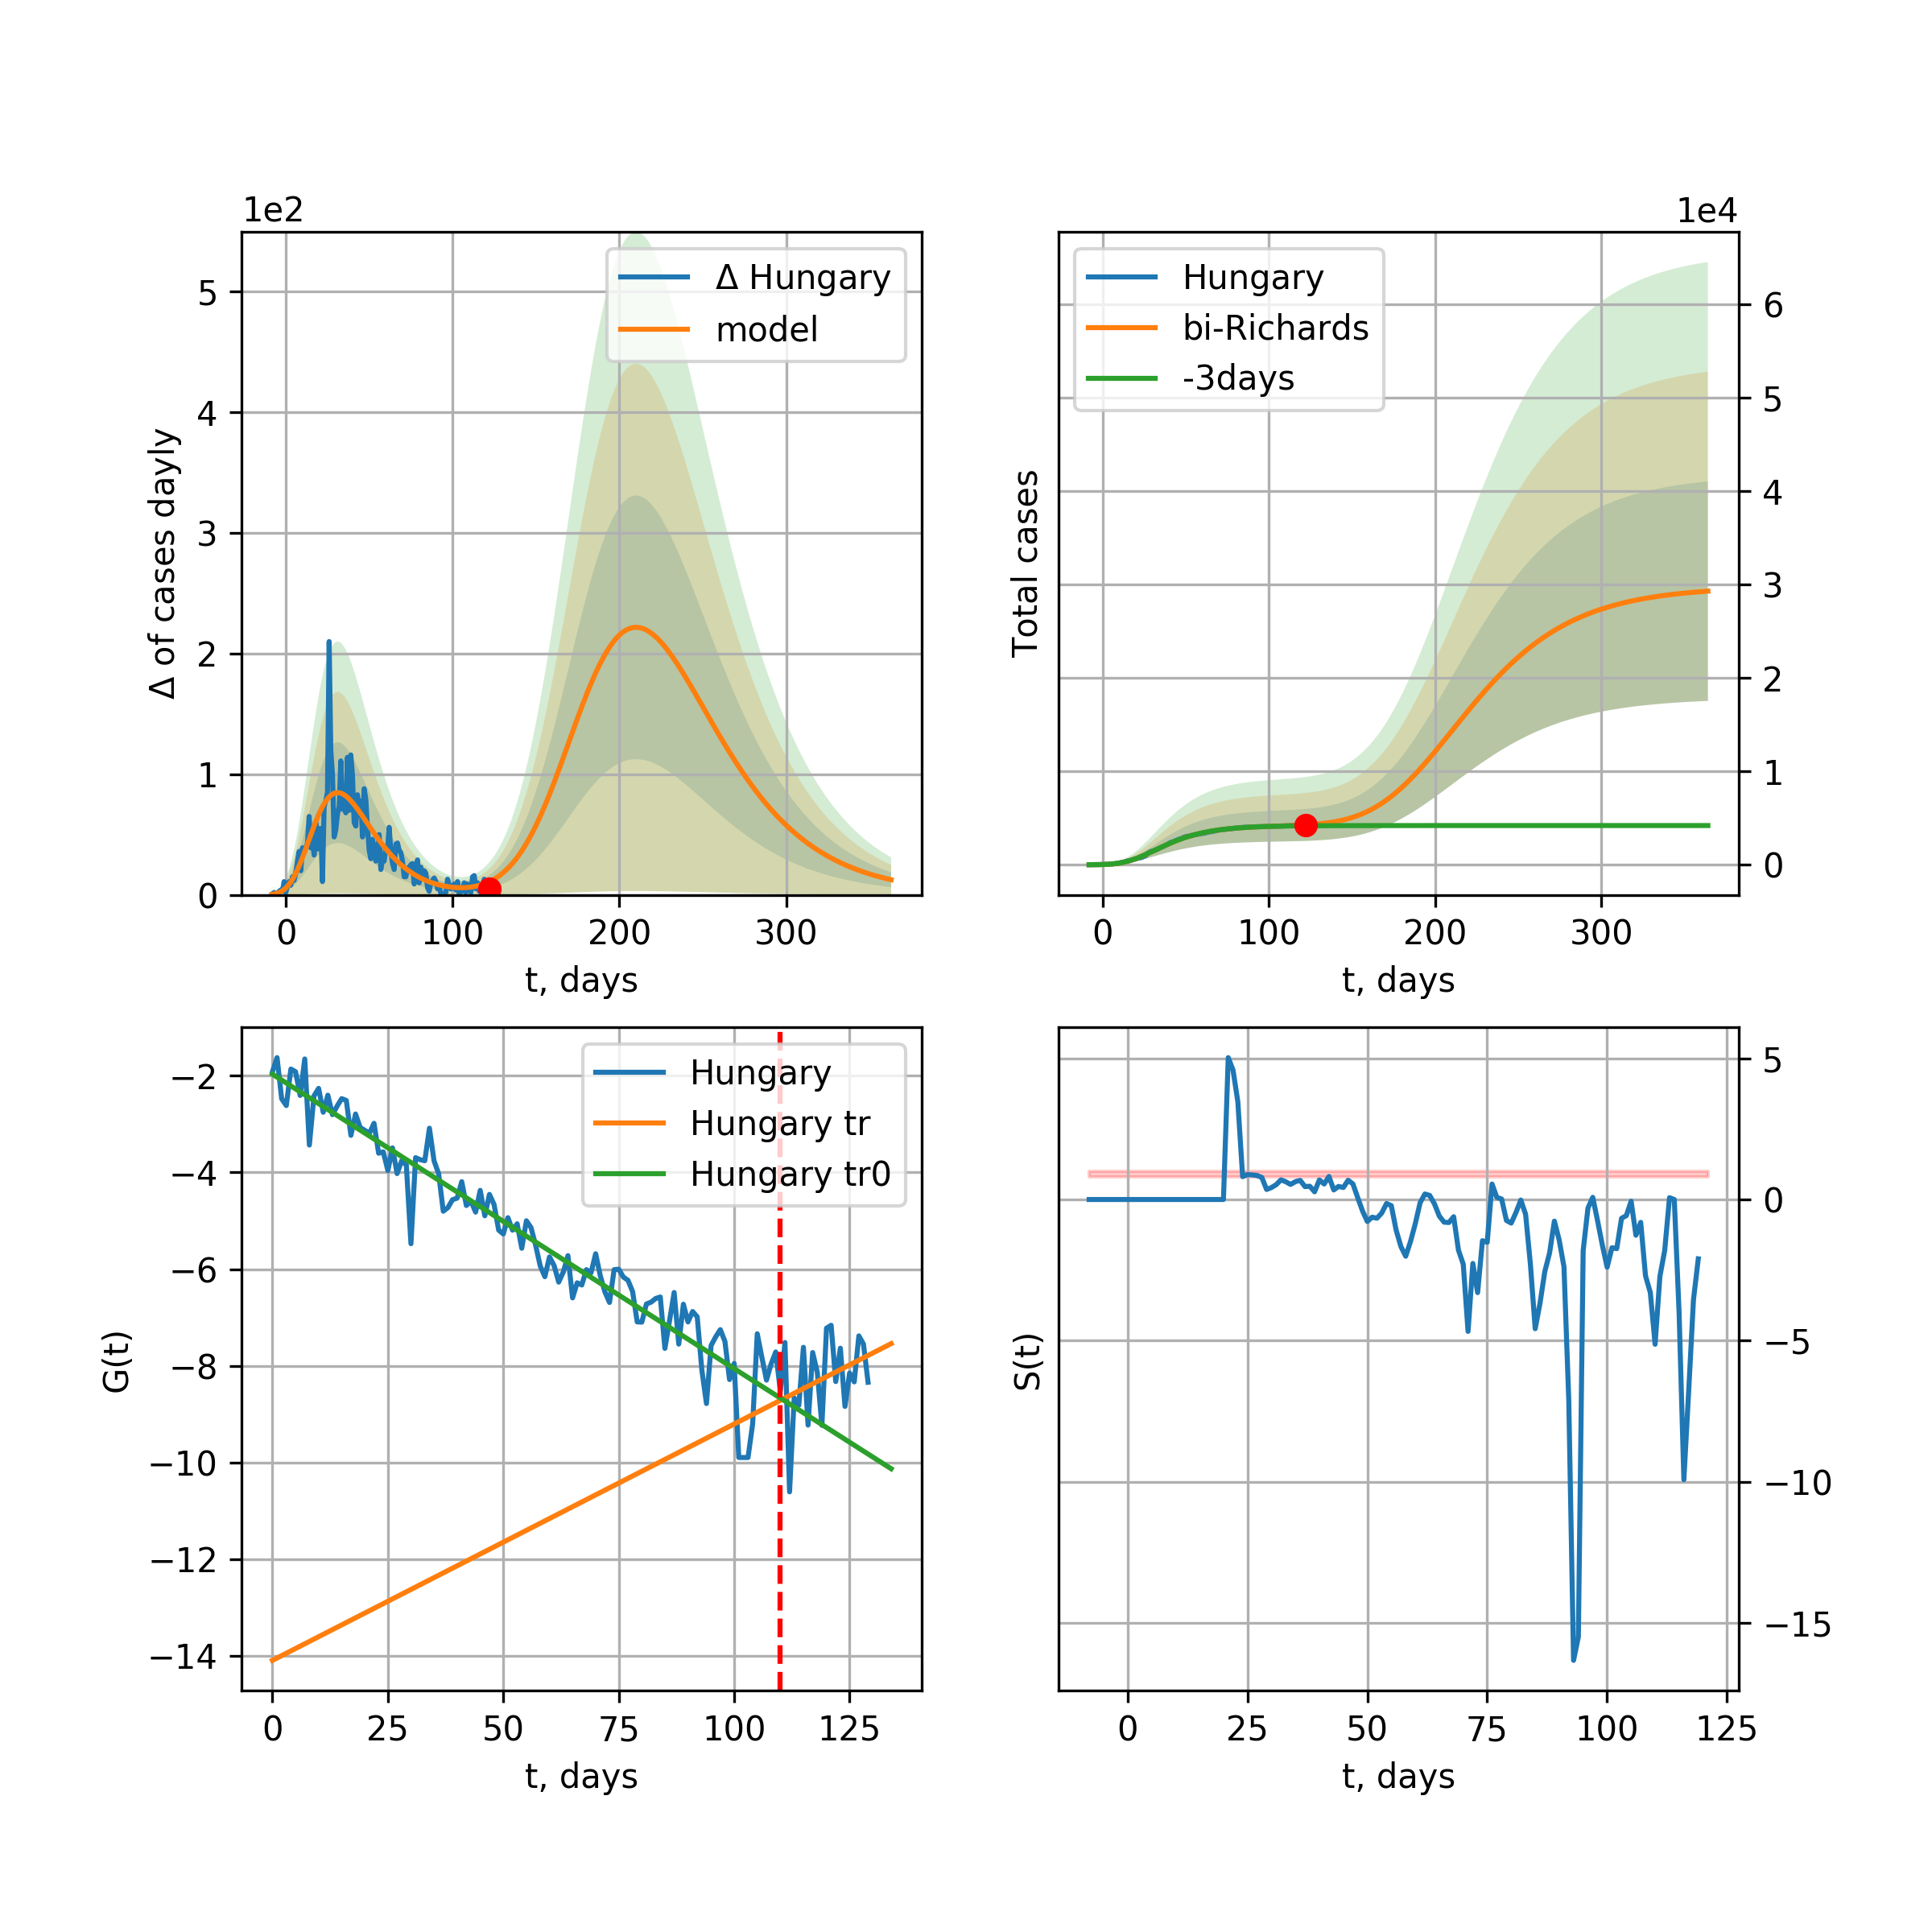 1e2
Δ of cases dayly
5
4
3
2
1
0
0 100 200 300
t, days
Δ Hungary
model
1e4
Total cases
6
5
4
3
2
1
0
0 100 200 300
t, days
Hungary
bi-Richards
-3days
G(t)
−2
−4
−6
−8
−10
−12
−14
0 25 50 75 100 125
t, days
Hungary
Hungary tr
Hungary tr0
S(t)
5
0
−5
−10
−15
0 25 50 75 100 125
t, days